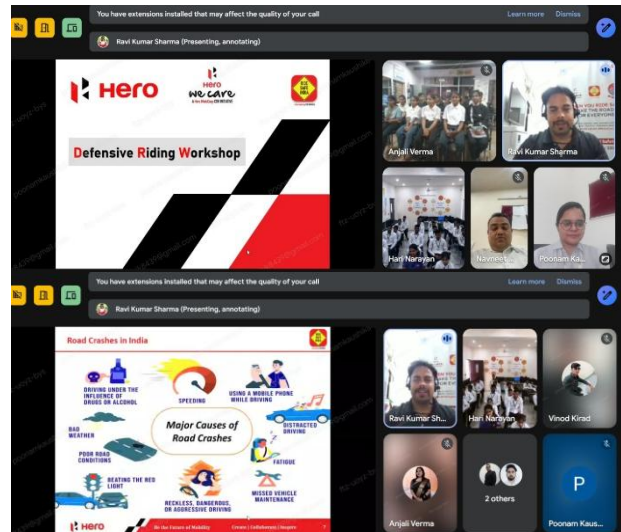 You have extensions installed that may affect the quality of your call
Learn more
Dismiss
Ravi Kumar Sharma (Presenting, annotating)
Hero
Hero
we care
Defensive Riding Workshop
Anjali Verma
Ravi Kumar Sharma
Hari Narayan
Navneet
Poonam Ka...
You have extensions installed that may affect the quality of your call
Learn more
Dismiss
Ravi Kumar Sharma (Presenting, annotating)
Road Crashes in India
DRIVING UNDER THE
INFLUENCE OF
DRUGS OR ALCOHOL
SPEEDING
USING A MOBILE PHONE
WHILE DRIVING
BAD
WEATHER
Major Causes of
Road Crashes
DISTRACTED
DRIVING
POOR ROAD
CONDITIONS
FATIGUE
BEATING THE RED
LIGHT
RECKLESS, DANGEROUS,
OR AGGRESSIVE DRIVING
MISSED VEHICLE
MAINTENANCE
Hero
Be the Future of Mobility
Create | Collaborate | Inspire
Ravi Kumar Sh...
Hari Narayan
Vinod Kirad
Anjali Verma
2 others
P
Poonam Kaus...